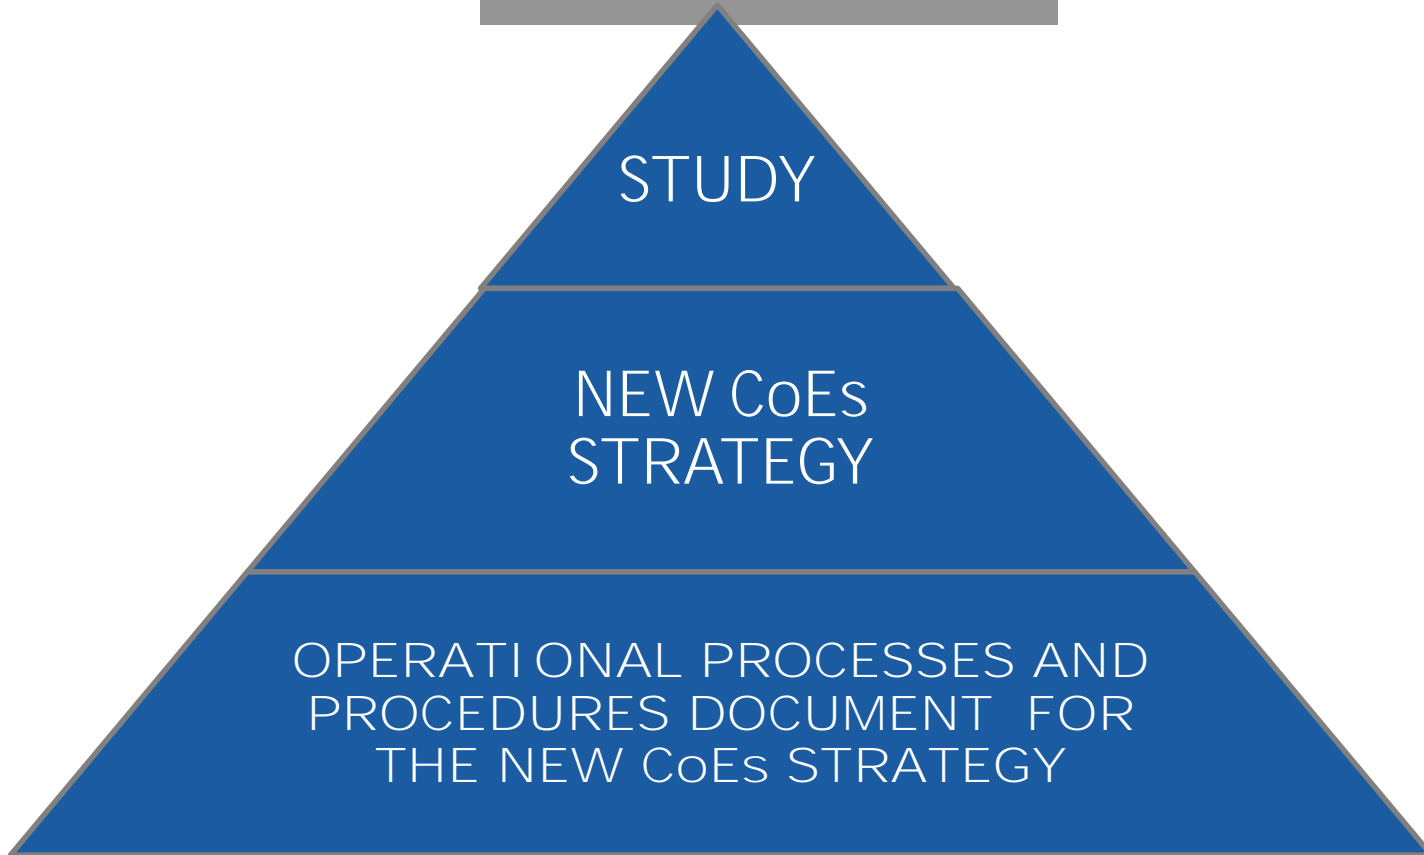 STUDY
NEW CoEs
STRATEGY
OPERATIONAL PROCESSES AND
PROCEDURES DOCUMENT FOR
THE NEW CoEs STRATEGY